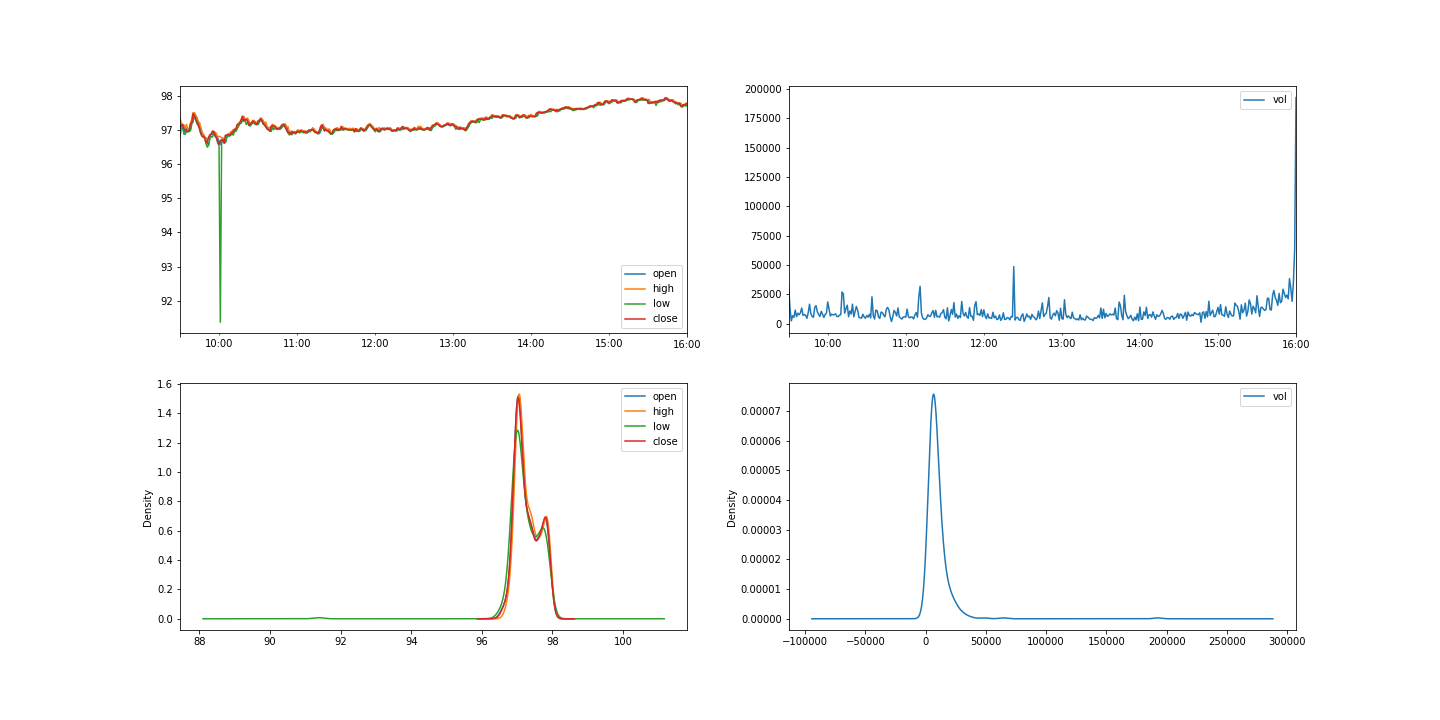 98
97
96
95
94
93
92
10:00 11:00 12:00 13:00 14:00 15:00 16:00
open
high
low
close
200000
175000
150000
125000
100000
75000
50000
25000
0
10:00 11:00 12:00 13:00 14:00 15:00 16:00
vol
1.6
1.4
1.2
1.0
0.8
0.6
0.4
0.2
0.0
Density
88 90 92 94 96 98 100
open
high
low
close
0.00007
0.00006
0.00005
0.00004
0.00003
0.00002
0.00001
0.00000
Density
−100000 −50000 0 50000 100000 150000 200000 250000 300000
vol